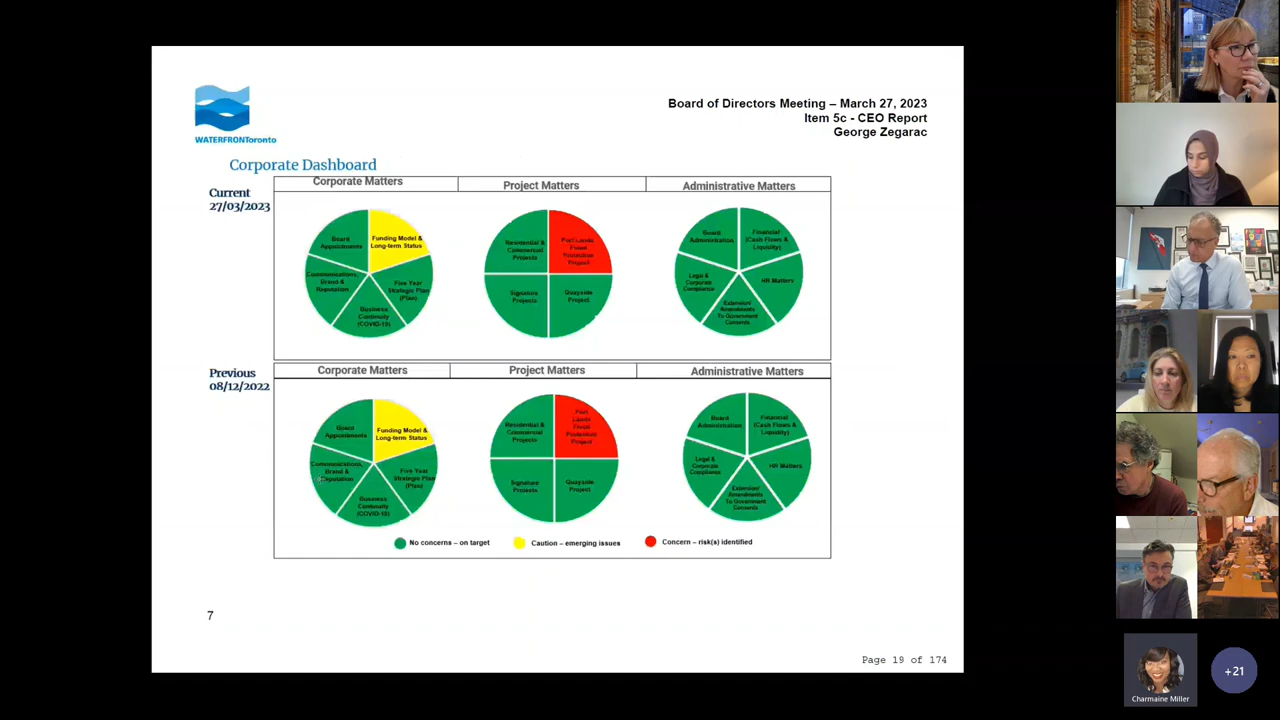 Board of Directors Meeting – March 27, 2023
Item 5c - CEO Report
George Zegarac
WATERFRONToronto
Corporate Dashboard
Current
27/03/2023
Corporate Matters
Project Matters
Administrative Matters
Board
Appointments
Funding Model &
Long-term Status
Communications,
Brand &
Reputation
Five Year
Strategic Plan
(Plan)
Business
Continuity
(COVID-19)
Residential &
Commercial
Projects
Port Lands
Flood
Protection
Project
Signature
Projects
Quayside
Project
Board
Administration
Financial
(Cash Flows &
Liquidity)
Legal &
Corporate
Compliance
HR Matters
Extension/
Amendments
To Government
Consents
Previous
08/12/2022
Corporate Matters
Project Matters
Administrative Matters
Board
Appointments
Funding Model &
Long-term Status
Communications,
Brand &
Reputation
Five Year
Strategic Plan
(Plan)
Business
Continuity
(COVID-19)
Residential &
Commercial
Projects
Port
Lands
Flood
Protection
Project
Signature
Projects
Quayside
Project
Board
Administration
Financial
(Cash Flows &
Liquidity)
Legal &
Corporate
Compliance
HR Matters
Extension/
Amendments
To Government
Consents
No concerns – on target
Caution – emerging issues
Concern – risk(s) identified
7
Page 19 of 174
Charmaine Miller
+21